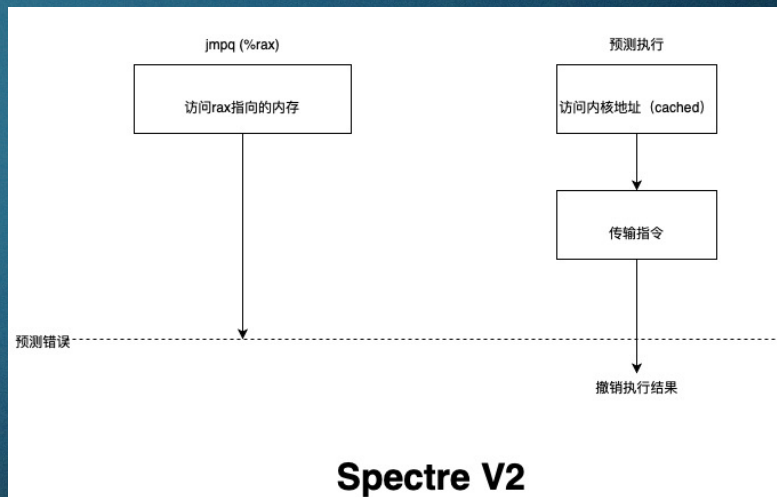 jmpq (%rax)
预测执行
访问rax指向的内存
访问内核地址（cached）
传输指令
预测错误
撤销执行结果
Spectre V2